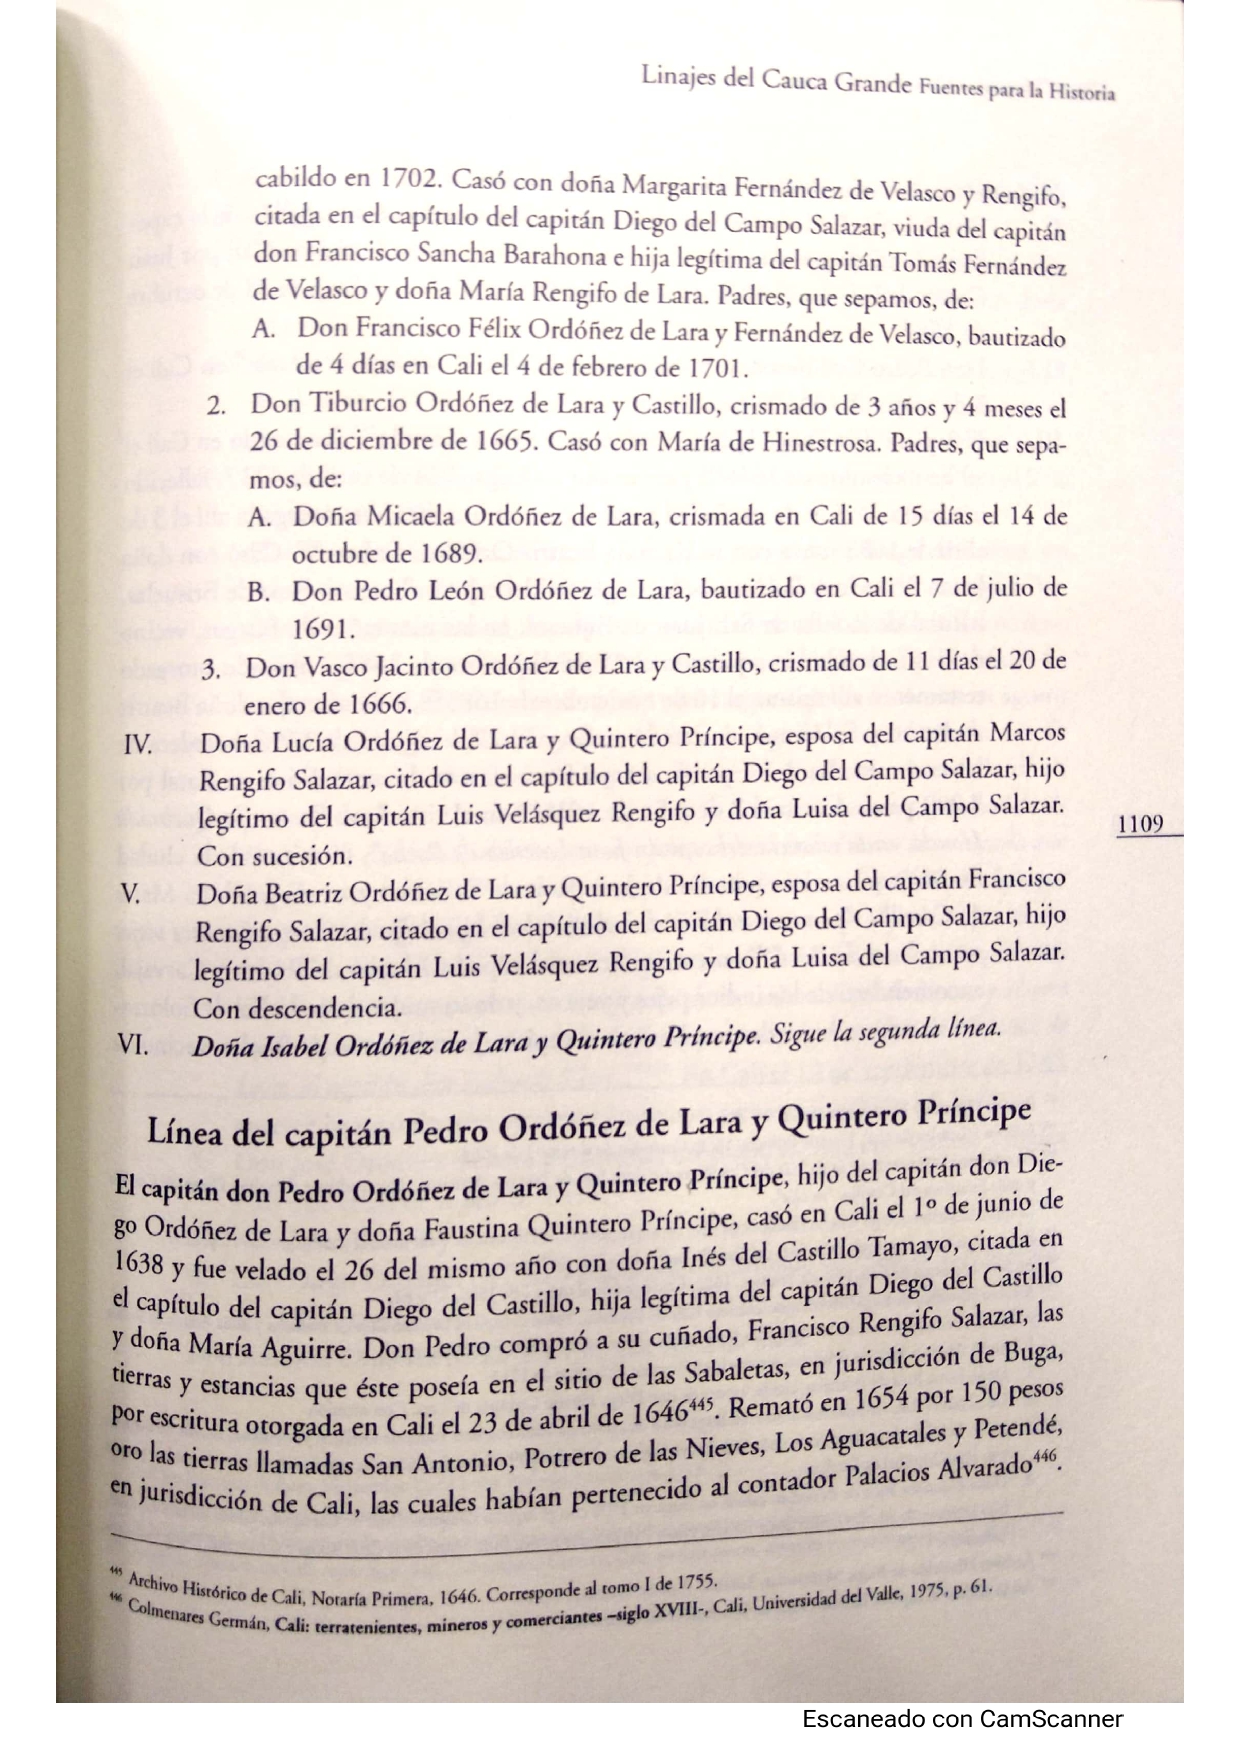 Linajes del Cauca Grande Fuentes para la Historia
cabildo en 1702. Casó con doña Margarita Fernández de Velasco y Rengifo,
citada en el capítulo del capitán Diego del Campo Salazar, viuda del capitán
don Francisco Sancha Barahona e hija legítima del capitán Tomás Fernández
de Velasco y doña María Rengifo de Lara. Padres, que sepamos, de:
A. Don Francisco Félix Ordóñez de Lara y Fernández de Velasco, bautizado
de 4 días en Cali el 4 de febrero de 1701.
2. Don Tiburcio Ordóñez de Lara y Castillo, crismado de 3 años y 4 meses el
26 de diciembre de 1665. Casó con María de Hinestrosa. Padres, que sepa-
mos, de:
A. Doña Micaela Ordóñez de Lara, crismada en Cali de 15 días el 14 de
octubre de 1689.
B. Don Pedro León Ordóñez de Lara, bautizado en Cali el 7 de julio de
1691.
3. Don Vasco Jacinto Ordóñez de Lara y Castillo, crismado de 11 días el 20 de
enero de 1666.
IV. Doña Lucía Ordóñez de Lara y Quintero Príncipe, esposa del capitán Marcos
Rengifo Salazar, citado en el capítulo del capitán Diego del Campo Salazar, hijo
legítimo del capitán Luis Velásquez Rengifo y doña Luisa del Campo Salazar.
Con sucesión.
1109
V. Doña Beatriz Ordóñez de Lara y Quintero Príncipe, esposa del capitán Francisco
Rengifo Salazar, citado en el capítulo del capitán Diego del Campo Salazar, hijo
legítimo del capitán Luis Velásquez Rengifo y doña Luisa del Campo Salazar.
Con descendencia.
VI. Doña Isabel Ordóñez de Lara y Quintero Príncipe. Sigue la segunda línea.
Línea del capitán Pedro Ordóñez de Lara y Quintero Príncipe
El capitán don Pedro Ordóñez de Lara y Quintero Príncipe, hijo del capitán don Die-
go Ordóñez de Lara y doña Faustina Quintero Príncipe, casó en Cali el 1º de junio de
1638 y fue velado el 26 del mismo año con doña Inés del Castillo Tamayo, citada en
el capítulo del capitán Diego del Castillo, hija legítima del capitán Diego del Castillo
y doña María Aguirre. Don Pedro compró a su cuñado, Francisco Rengifo Salazar, las
tierras y estancias que éste poseía en el sitio de las Sabaletas, en jurisdicción de Buga,
por escritura otorgada en Cali el 23 de abril de 1646⁴⁴⁵. Remató en 1654 por 150 pesos
oro las tierras llamadas San Antonio, Potrero de las Nieves, Los Aguacatales y Petendé,
en jurisdicción de Cali, las cuales habían pertenecido al contador Palacios Alvarado⁴⁴⁶.
⁴⁴⁵ Archivo Histórico de Cali, Notaría Primera, 1646. Corresponde al tomo I de 1755.
⁴⁴⁶ Colmenares Germán, Cali: terratenientes, mineros y comerciantes –siglo XVIII-, Cali, Universidad del Valle, 1975, p. 61.
Escaneado con CamScanner